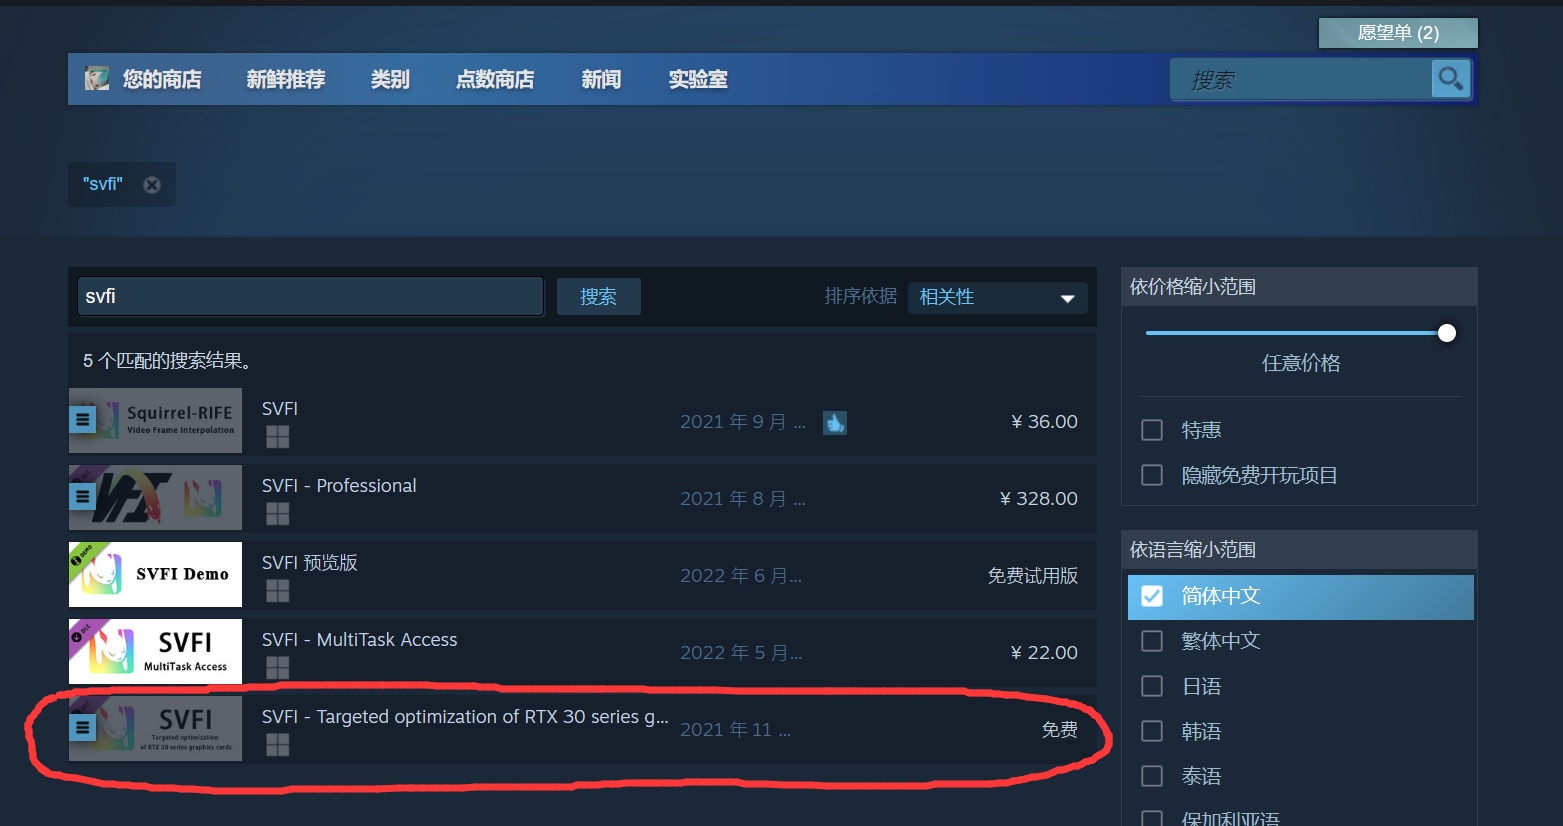 愿望单 (2)
您的商店 新鲜推荐 类别 点数商店 新闻 实验室 搜索
"svfi"
svfi 搜索 排序依据 相关性
5 个匹配的搜索结果。
Squirrel-RIFE
Video Frame Interpolation
SVFI 2021 年 9 月 ... ¥ 36.00
DLC
VFX
SVFI - Professional 2021 年 8 月 ... ¥ 328.00
DEMO
SVFI Demo
SVFI 预览版 2022 年 6 月... 免费试用版
DLC
SVFI
MultiTask Access
SVFI - MultiTask Access 2022 年 5 月... ¥ 22.00
DLC
SVFI
Targeted optimization
of RTX 30 series graphics cards
SVFI - Targeted optimization of RTX 30 series g... 2021 年 11 ... 免费
依价格缩小范围
任意价格
特惠
隐藏免费开玩项目
依语言缩小范围
简体中文
繁体中文
日语
韩语
泰语
保加利亚语